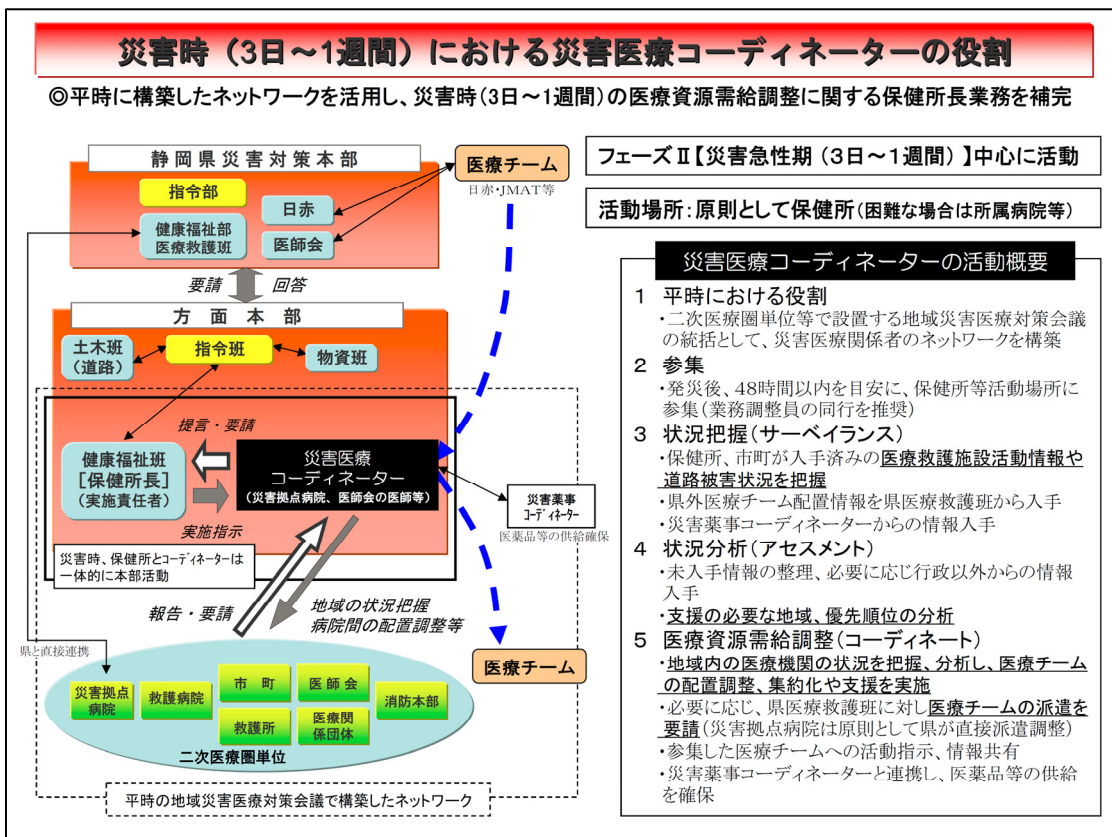 災害時（3日～1週間）における災害医療コーディネーターの役割
◎平時に構築したネットワークを活用し、災害時(3日～1週間)の医療資源需給調整に関する保健所長業務を補完
静岡県災害対策本部
指令部
健康福祉部
医療救護班
日赤
医師会
医療チーム
日赤・JMAT等
要請
回答
方面本部
土木班
(道路)
指令班
物資班
提言・要請
健康福祉班
[保健所長]
(実施責任者)
災害医療
コーディネーター
(災害拠点病院、医師会の医師等)
実施指示
災害時、保健所とコーディネーターは
一体的に本部活動
災害薬事
コーディネーター
医薬品等の供給確保
報告・要請
地域の状況把握
病院間の配置調整等
県と直接連携
医療チーム
災害拠点
病院
救護病院
市町
医師会
消防本部
救護所
医療関
係団体
二次医療圏単位
平時の地域災害医療対策会議で構築したネットワーク
フェーズⅡ【災害急性期（3日～1週間）】中心に活動
活動場所：原則として保健所(困難な場合は所属病院等)
災害医療コーディネーターの活動概要
1 平時における役割
・二次医療圏単位等で設置する地域災害医療対策会議
の統括として、災害医療関係者のネットワークを構築
2 参集
・発災後、48時間以内を目安に、保健所等活動場所に
参集(業務調整員の同行を推奨)
3 状況把握(サーベイランス)
・保健所、市町が入手済みの医療救護施設活動情報や
道路被害状況を把握
・県外医療チーム配置情報を県医療救護班から入手
・災害薬事コーディネーターからの情報入手
4 状況分析(アセスメント)
・未入手情報の整理、必要に応じ行政以外からの情報
入手
・支援の必要な地域、優先順位の分析
5 医療資源需給調整(コーディネート)
・地域内の医療機関の状況を把握、分析し、医療チーム
の配置調整、集約化や支援を実施
・必要に応じ、県医療救護班に対し医療チームの派遣を
要請(災害拠点病院は原則として県が直接派遣調整)
・参集した医療チームへの活動指示、情報共有
・災害薬事コーディネーターと連携し、医薬品等の供給
を確保